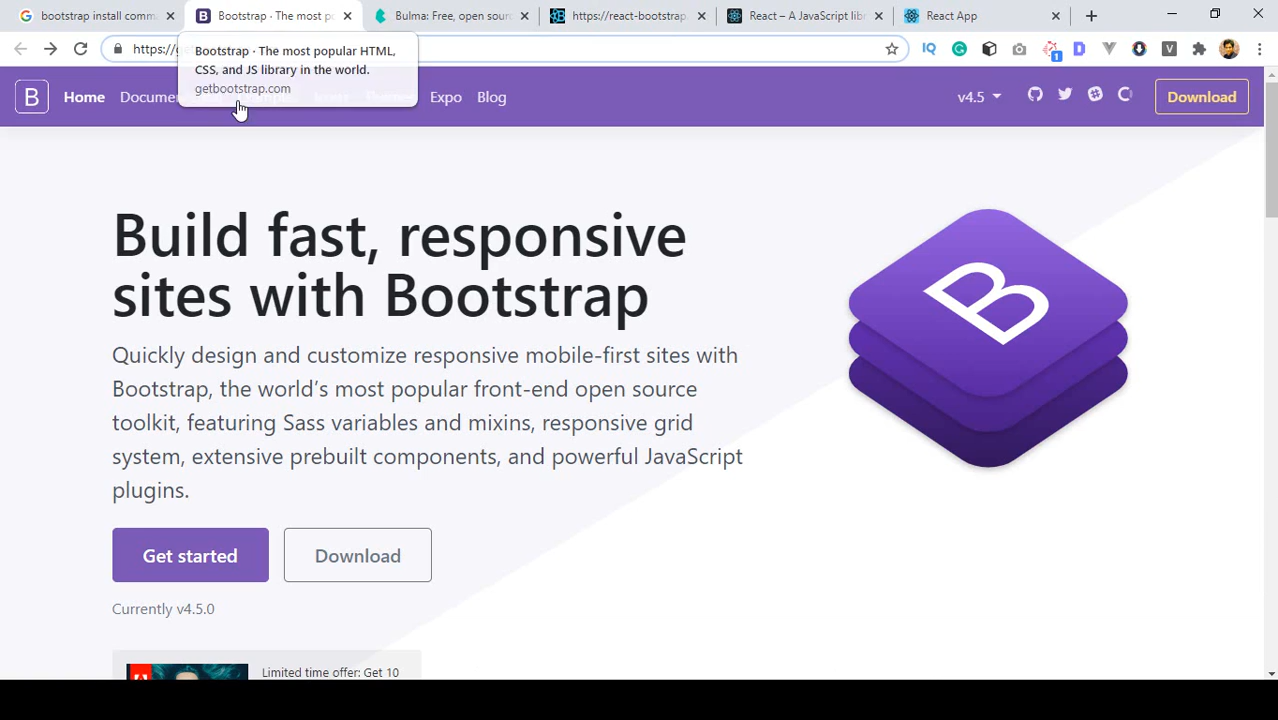 bootstrap install comm
Bootstrap · The most p
Bulma: Free, open sour
https://react-bootstrap.
React – A JavaScript lib
React App
https://g
Bootstrap · The most popular HTML,
CSS, and JS library in the world.
getbootstrap.com
B
Home
Docume
Expo
Blog
v4.5
Download
Build fast, responsive
sites with Bootstrap
Quickly design and customize responsive mobile-first sites with
Bootstrap, the world’s most popular front-end open source
toolkit, featuring Sass variables and mixins, responsive grid
system, extensive prebuilt components, and powerful JavaScript
plugins.
B
Get started
Download
Currently v4.5.0
Limited time offer: Get 10